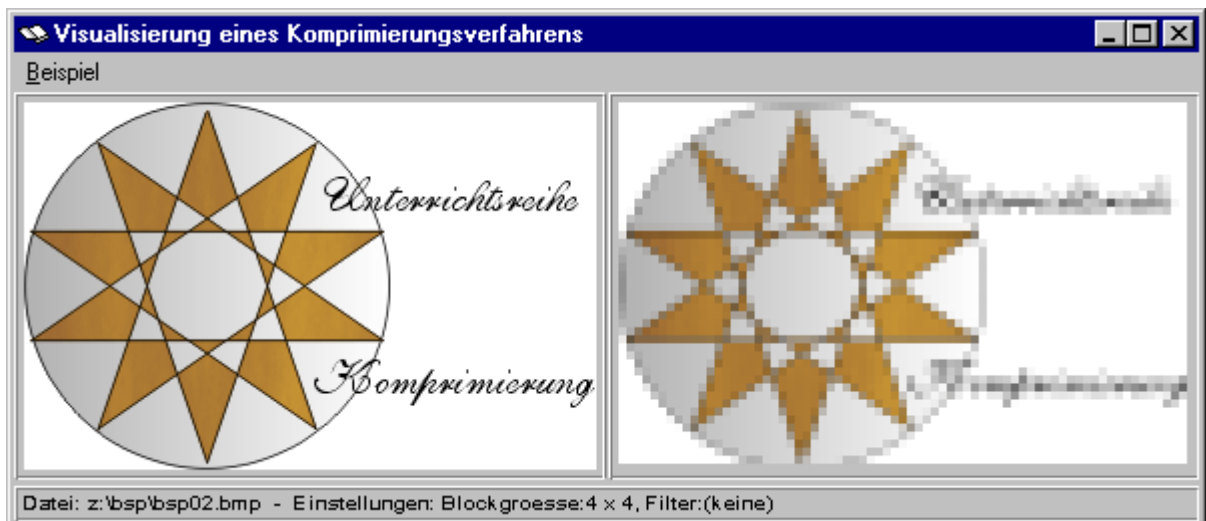 Visualisierung eines Komprimierungsverfahrens
Beispiel
Unterrichtsreihe
Komprimierung
Datei: z:\bsp\bsp02.bmp - Einstellungen: Blockgroesse:4 x 4, Filter:(keine)